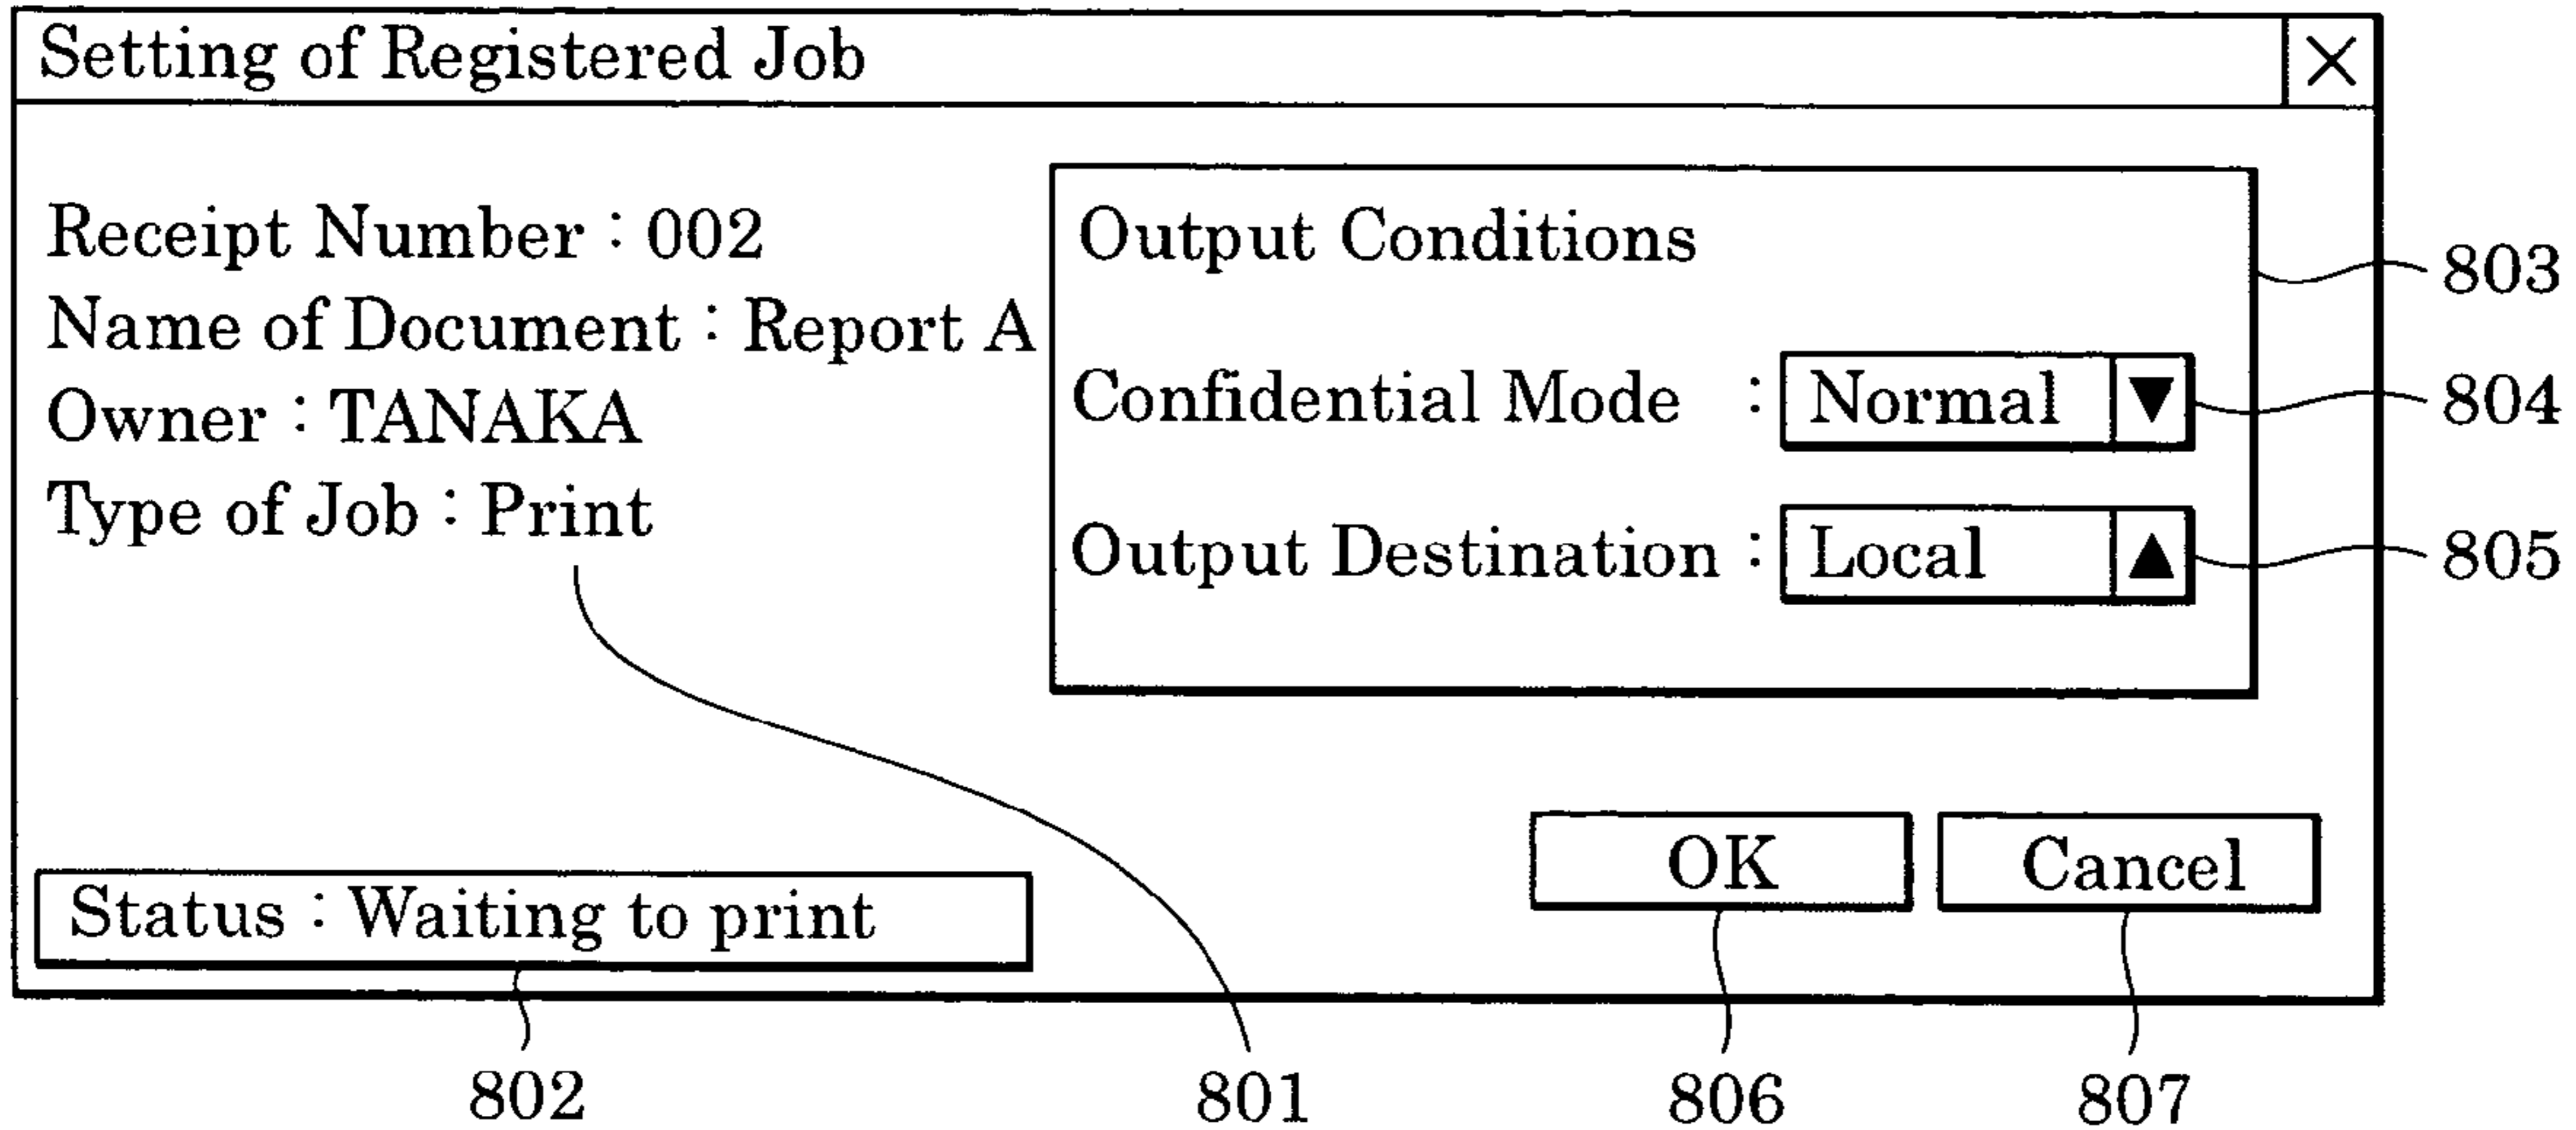 Setting of Registered Job
Receipt Number : 002
Name of Document : Report A
Owner : TANAKA
Type of Job : Print
Output Conditions
Confidential Mode : Normal ▼
Output Destination : Local ▲
803
804
805
OK
Cancel
Status : Waiting to print
802
801
806
807